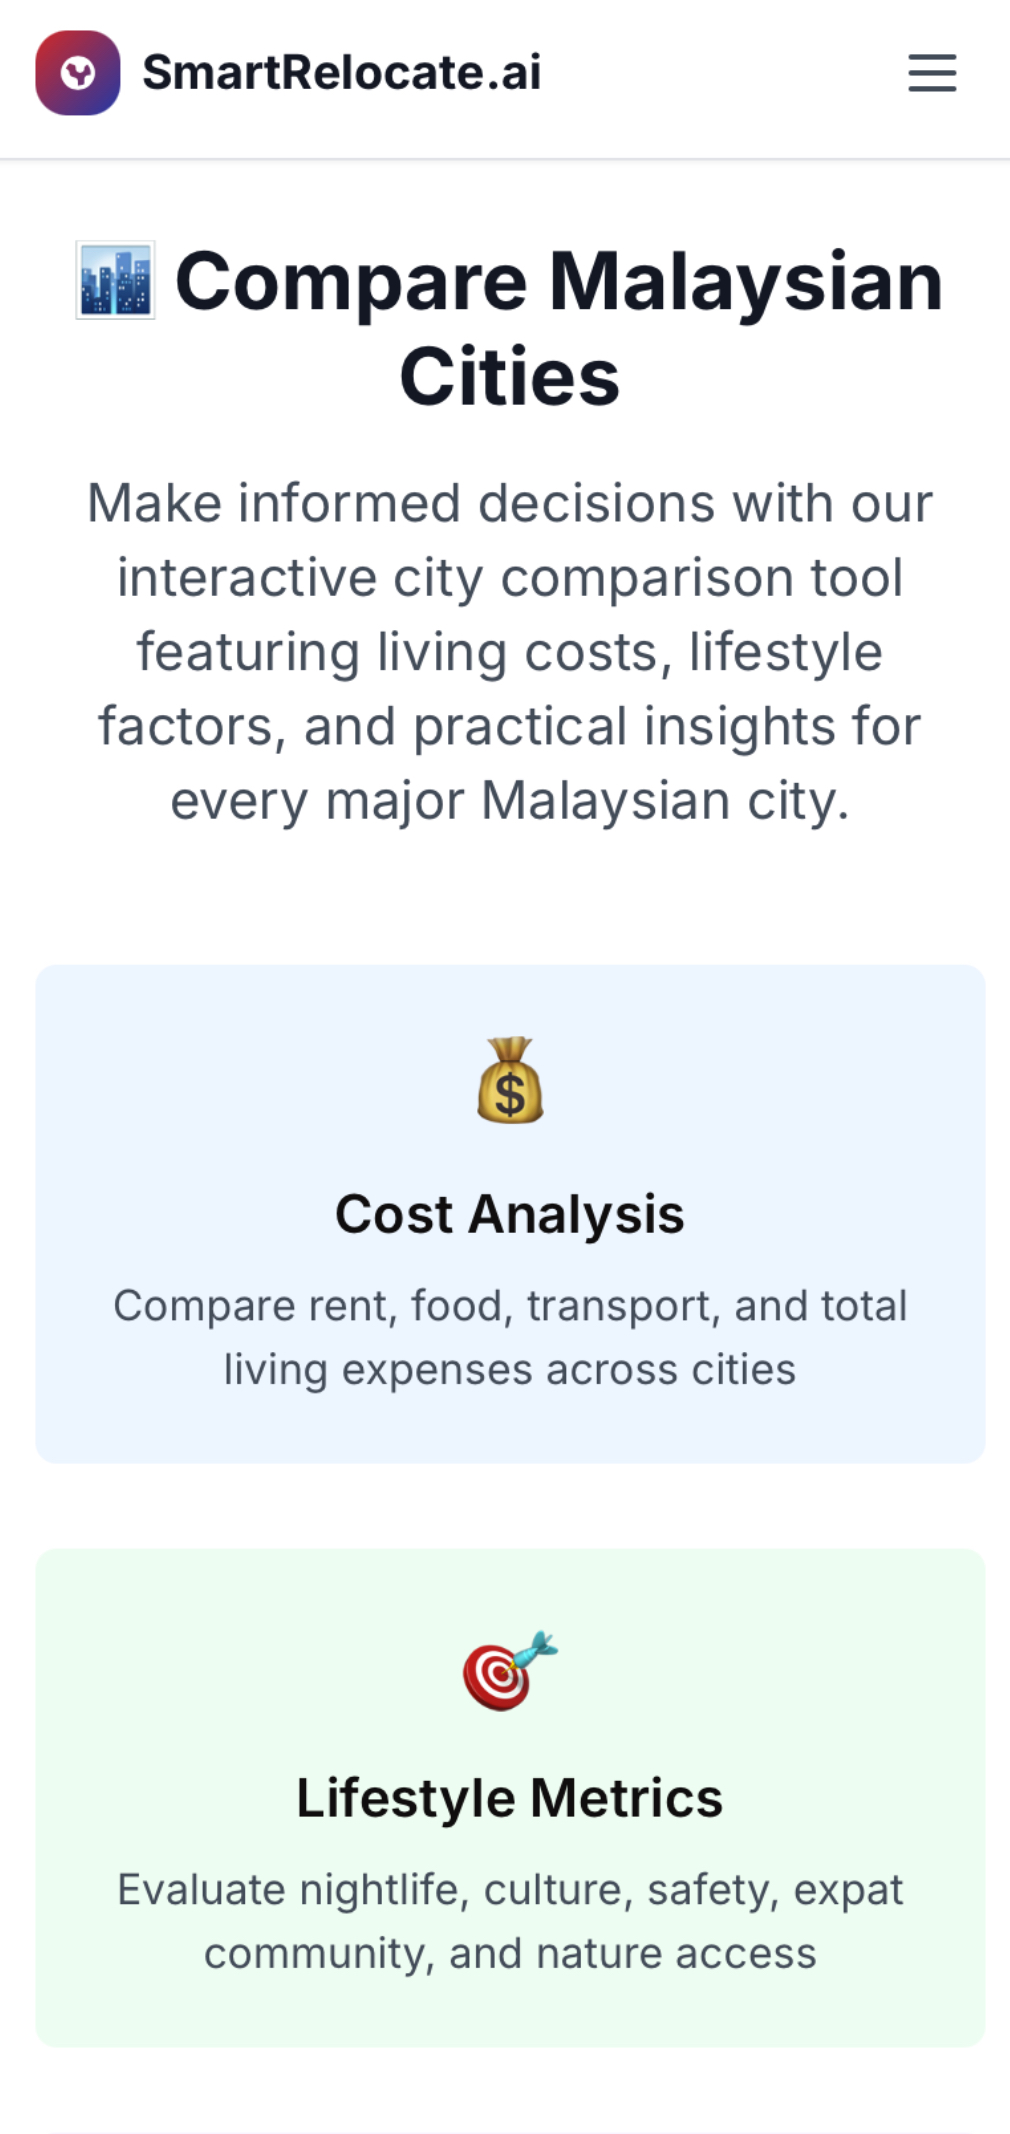 SmartRelocate.ai
Compare Malaysian
Cities
Make informed decisions with our
interactive city comparison tool
featuring living costs, lifestyle
factors, and practical insights for
every major Malaysian city.
$
Cost Analysis
Compare rent, food, transport, and total
living expenses across cities
Lifestyle Metrics
Evaluate nightlife, culture, safety, expat
community, and nature access